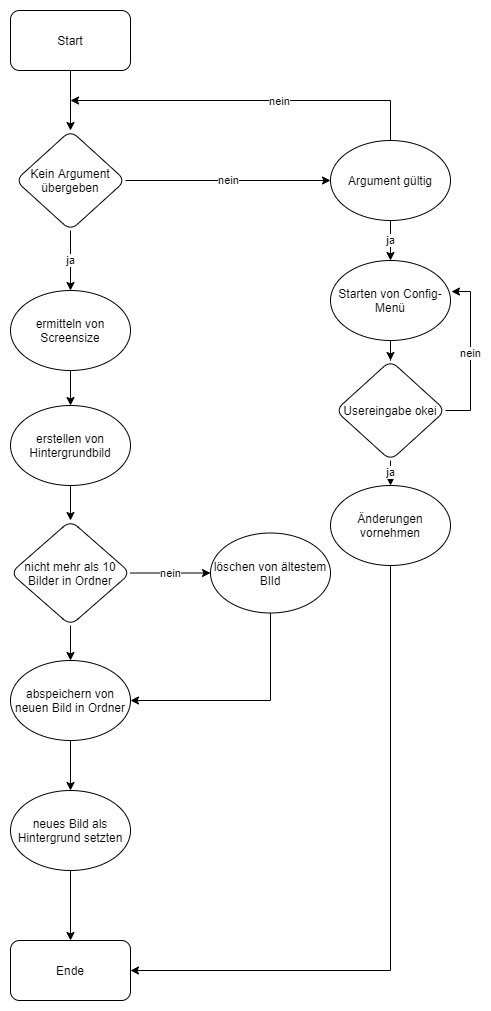 Start
nein
Kein Argument
übergeben
nein
Argument gültig
ja
ja
Starten von Config-
Menü
ermitteln von
Screensize
nein
Usereingabe okei
erstellen von
Hintergrundbild
ja
Änderungen
vornehmen
nicht mehr als 10
Bilder in Ordner
nein
löschen von ältestem
BIld
abspeichern von
neuen Bild in Ordner
neues Bild als
Hintergrund setzten
Ende